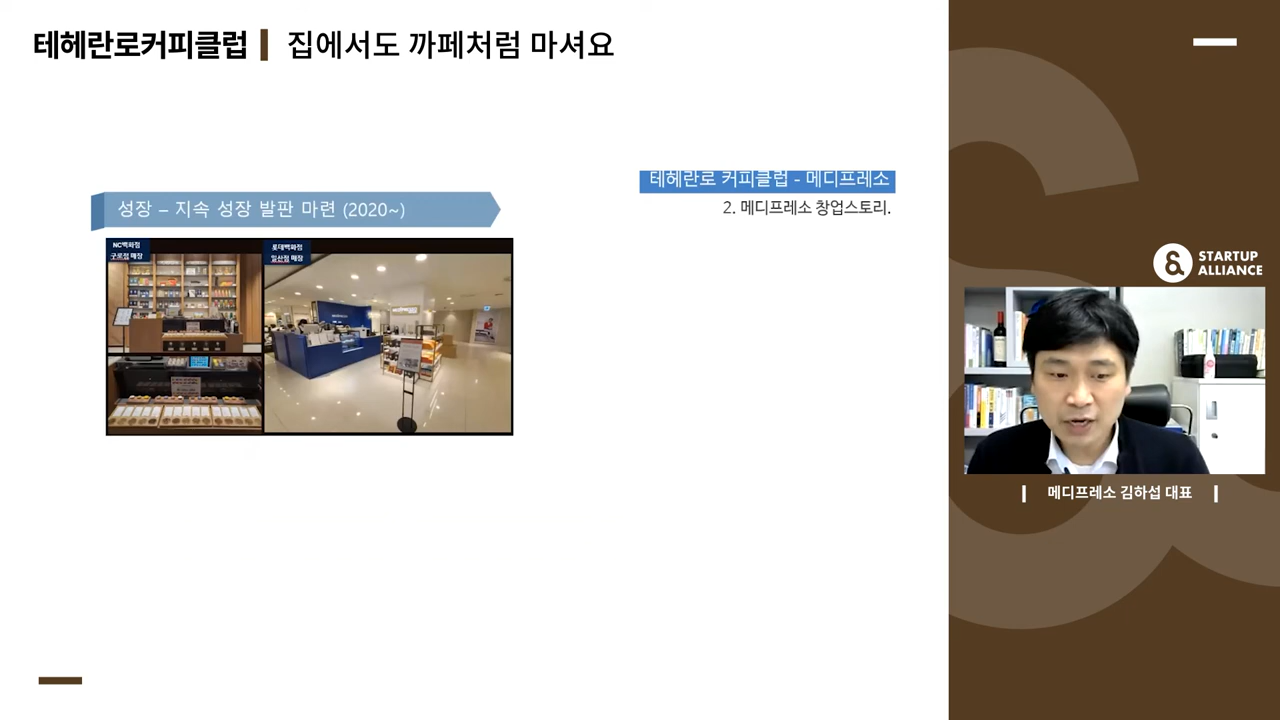 테헤란로커피클럽 | 집에서도 까페처럼 마셔요
테헤란로 커피클럽 - 메디프레소
2. 메디프레소 창업스토리.
성장 – 지속 성장 발판 마련 (2020~)
NC백화점
구로점 매장
롯데백화점
일산점 매장
STARTUP
ALLIANCE
메디프레소 김하섭 대표